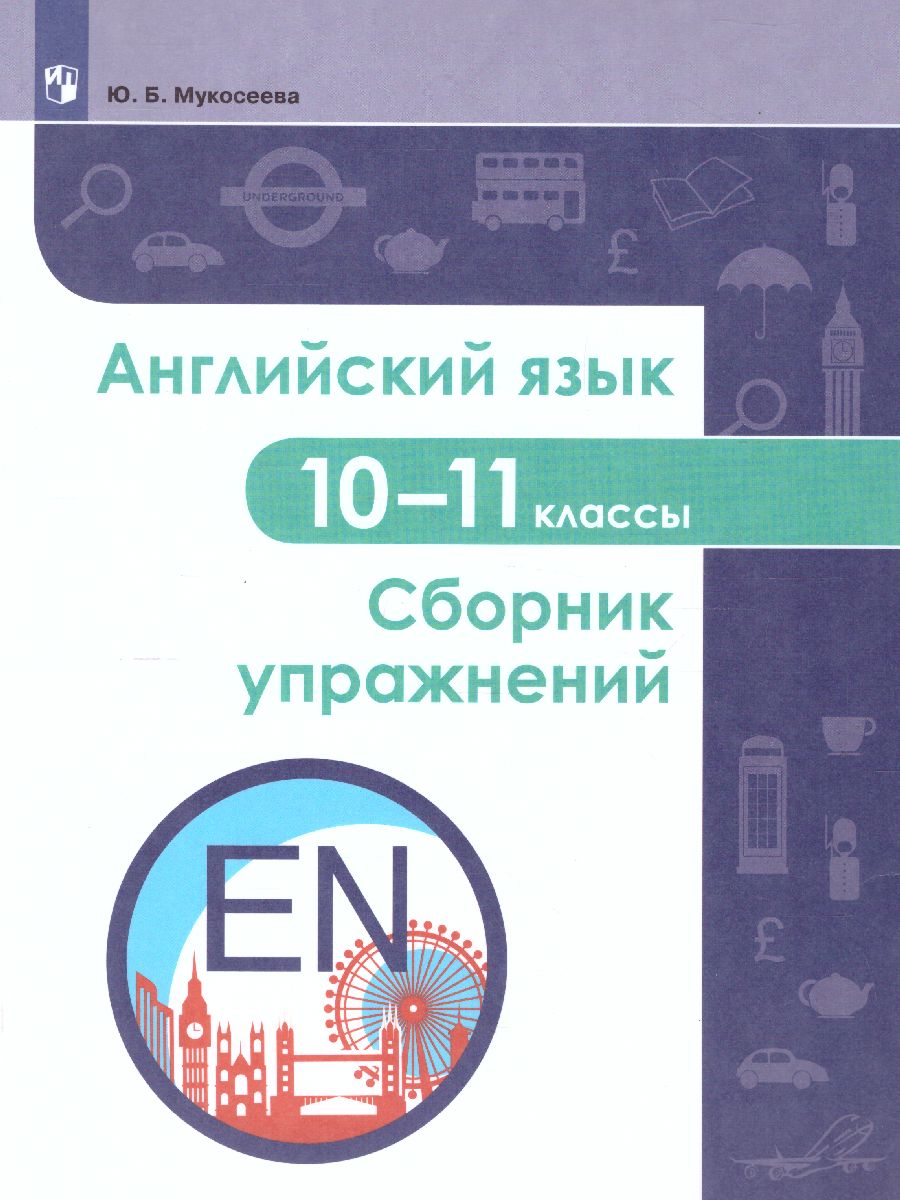 Ю. Б. Мукосеева
UNDERGROUND
Английский язык
10–11 классы
Сборник
упражнений
EN